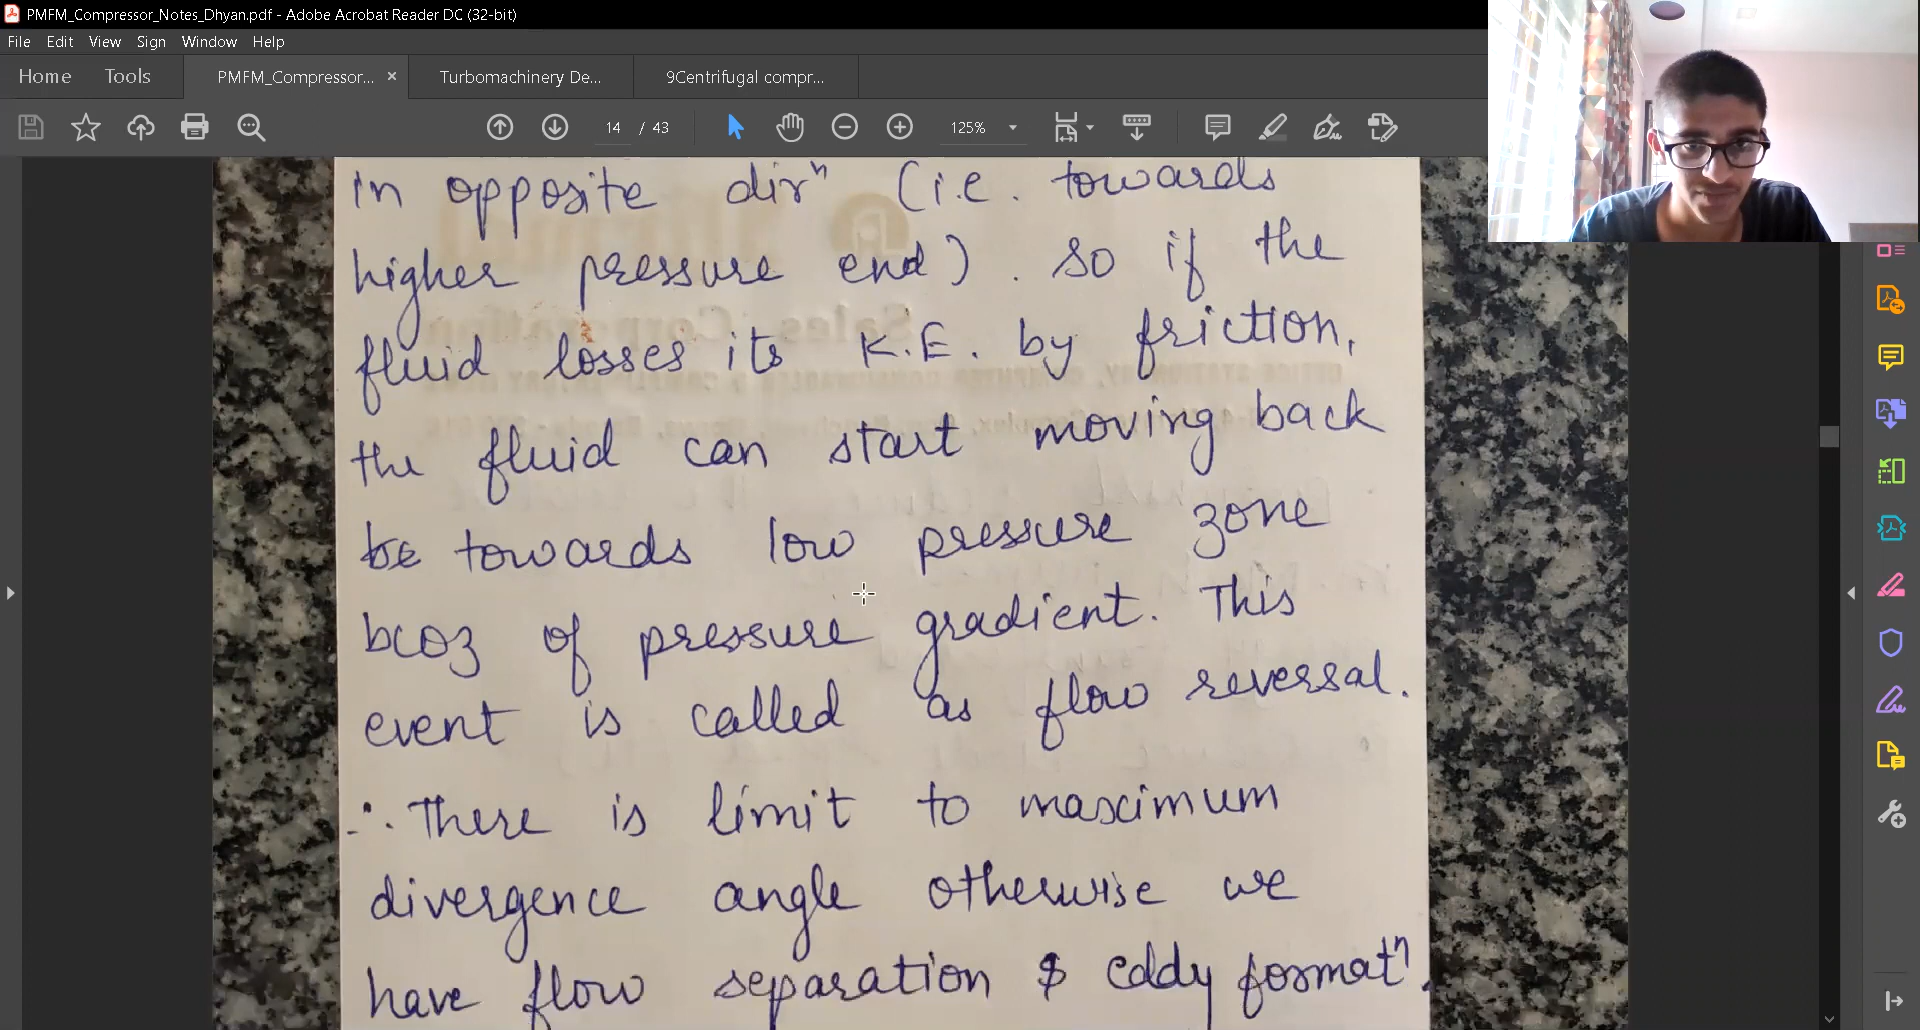 PMFM_Compressor_Notes_Dhyan.pdf - Adobe Acrobat Reader DC (32-bit)
File Edit View Sign Window Help
Home Tools PMFM_Compressor... × Turbomachinery De... 9Centrifugal compr...
14 / 43 125%
in opposite dirⁿ (i.e. towards
higher pressure end). so if the
fluid losses its K.E. by friction,
the fluid can start moving back
be towards low pressure zone
bcoz of pressure gradient. This
event is called as flow reversal.
∴ There is limit to maximum
divergence angle otherwise we
have flow separation & eddy formatⁿ.